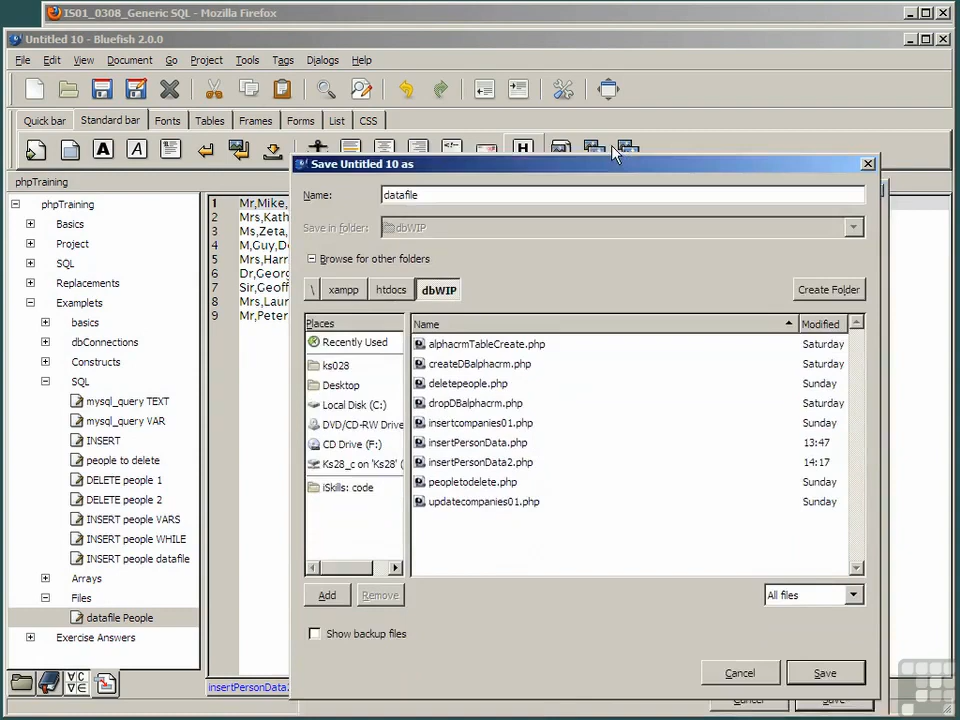 IS01_0308_Generic SQL - Mozilla Firefox
Untitled 10 - Bluefish 2.0.0
File Edit View Document Go Project Tools Tags Dialogs Help
Quick bar Standard bar Fonts Tables Frames Forms List CSS
phpTraining
phpTraining
Basics
Project
SQL
Replacements
Examplets
basics
dbConnections
Constructs
SQL
mysql_query TEXT
mysql_query VAR
INSERT
people to delete
DELETE people 1
DELETE people 2
INSERT people VARS
INSERT people WHILE
INSERT people datafile
Arrays
Files
datafile People
Exercise Answers
1 Mr,Mike,
2 Mrs,Kath
3 Ms,Zeta,
4 M,Guy,D
5 Mrs,Harr
6 Dr,Georg
7 Sir,Geoff
8 Mrs,Laur
9 Mr,Peter
insertPersonData2
Save Untitled 10 as
Name: datafile
Save in folder: dbWIP
Browse for other folders
\ xampp htdocs dbWIP Create Folder
Places
Recently Used
ks028
Desktop
Local Disk (C:)
DVD/CD-RW Drive
CD Drive (F:)
Ks28_c on 'Ks28' (
iSkills: code
Name Modified
alphacrmTableCreate.php Saturday
createDBalphacrm.php Saturday
deletepeople.php Sunday
dropDBalphacrm.php Saturday
insertcompanies01.php Sunday
insertPersonData.php 13:47
insertPersonData2.php 14:17
peopletodelete.php Sunday
updatecompanies01.php Sunday
Add Remove All files
Show backup files
Cancel Save